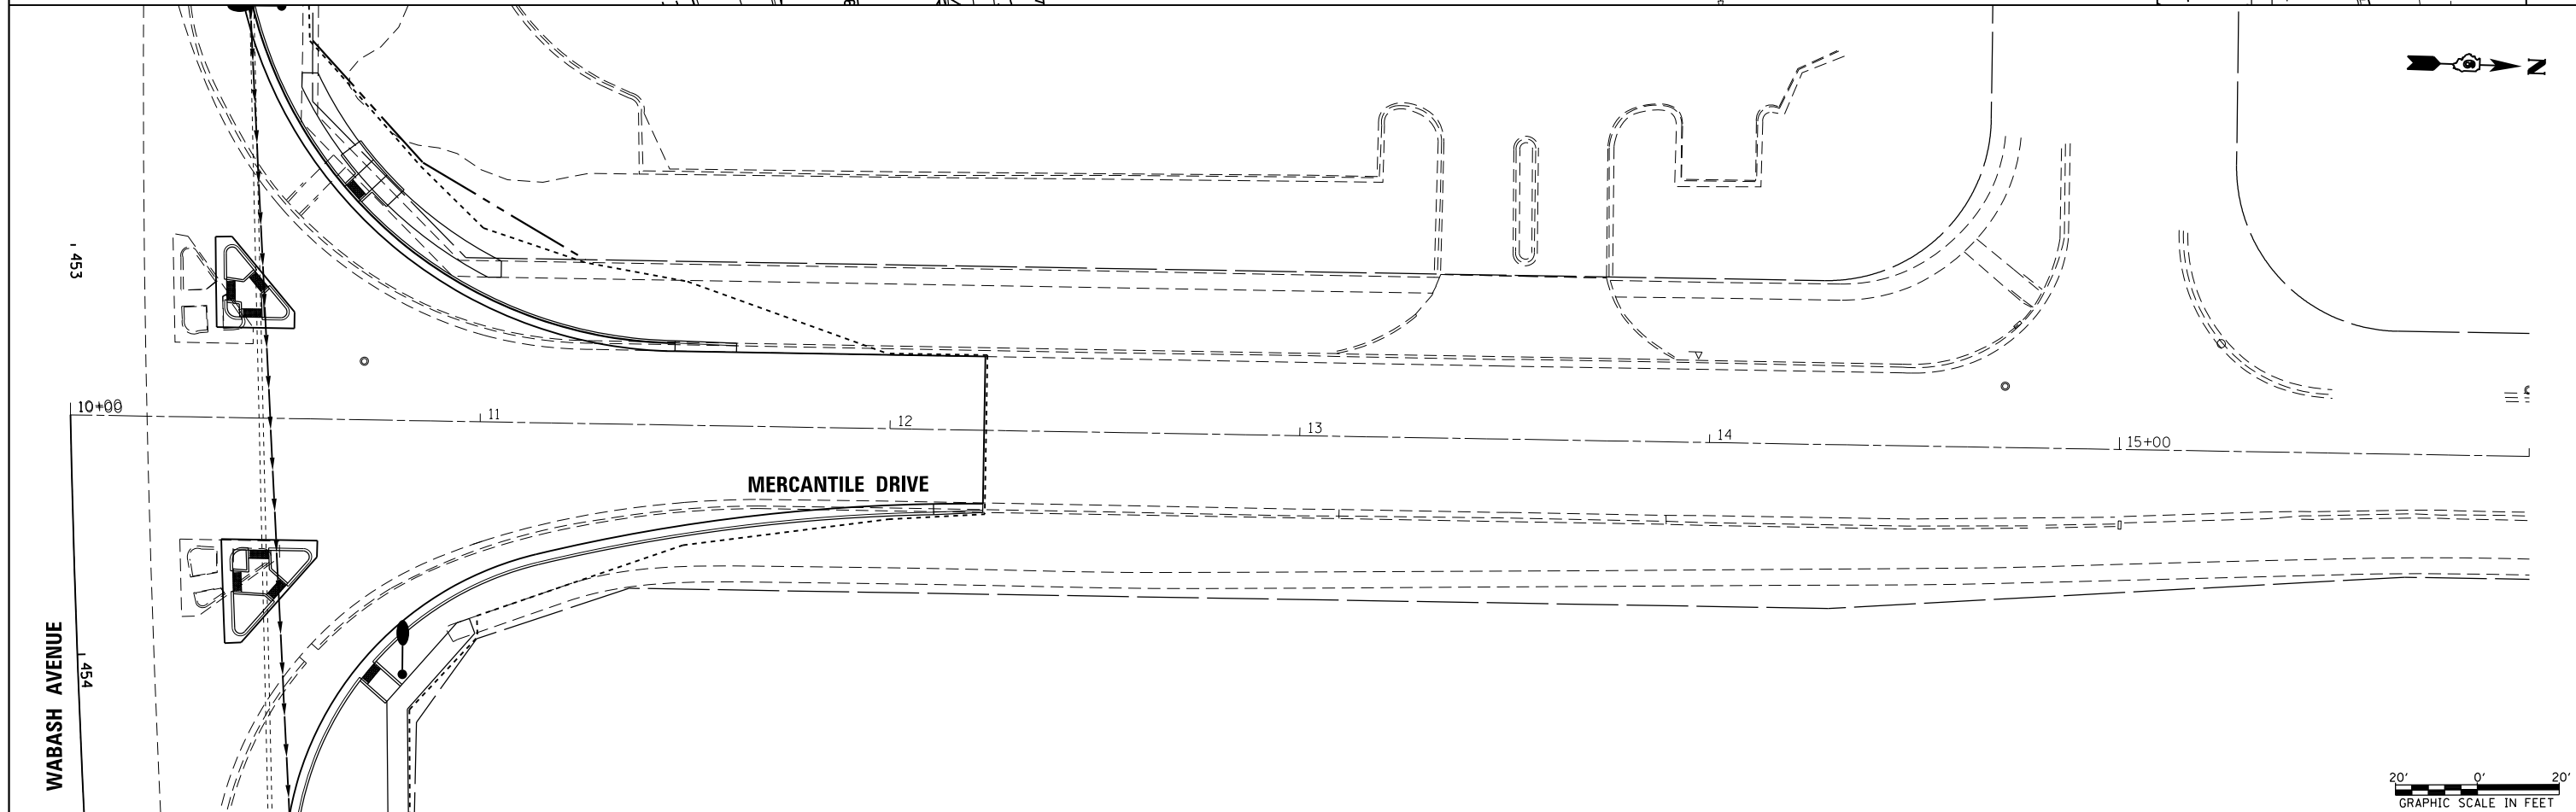 N
453
10+00
11
12
13
14
15+00
MERCANTILE DRIVE
WABASH AVENUE
454
20' 0' 20'
GRAPHIC SCALE IN FEET